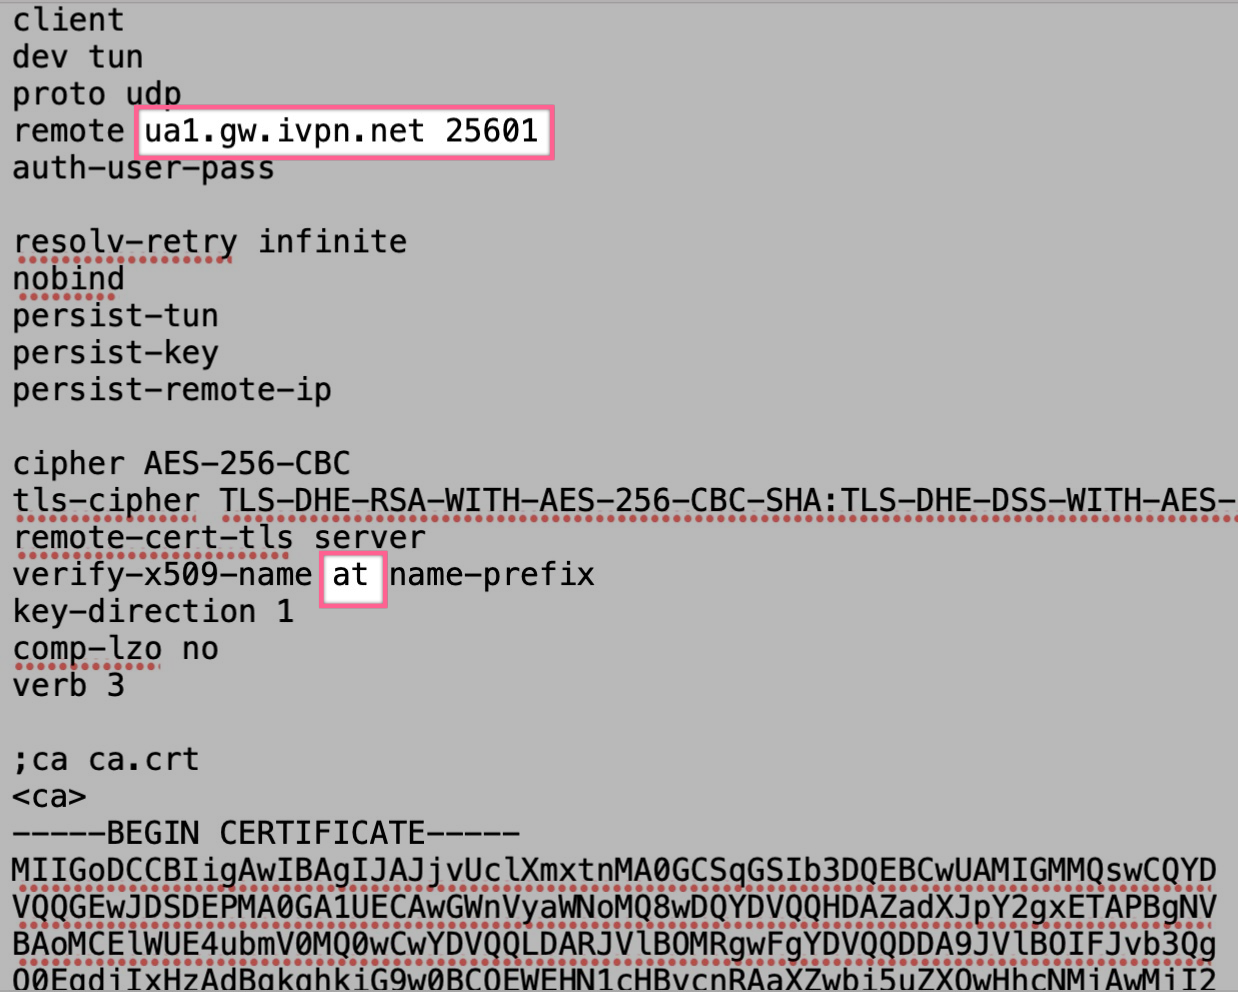 client
dev tun
proto udp
remote ua1.gw.ivpn.net 25601
auth-user-pass
resolv-retry infinite
nobind
persist-tun
persist-key
persist-remote-ip
cipher AES-256-CBC
tls-cipher TLS-DHE-RSA-WITH-AES-256-CBC-SHA:TLS-DHE-DSS-WITH-AES-
remote-cert-tls server
verify-x509-name at name-prefix
key-direction 1
comp-lzo no
verb 3
;ca ca.crt
<ca>
-----BEGIN CERTIFICATE-----
MIIGoDCCBIigAwIBAgIJAJjvUclXmxtnMA0GCSqGSIb3DQEBCwUAMIGMMQswCQYD
VQQGEwJDSDEPMA0GA1UECAwGWnVyaWNoMQ8wDQYDVQQHDAZadXJpY2gxETAPBgNV
BAoMCElWUE4ubmV0MQ0wCwYDVQQLDARJVlBOMRgwFgYDVQQDDA9JVlBOIFJvb3Qg
Q0EgdjIxHzAdBgkqhkiG9w0BCQEWEHN1cHBvcnRAaXZwbi5uZXQwHhcNMjAwMjI2